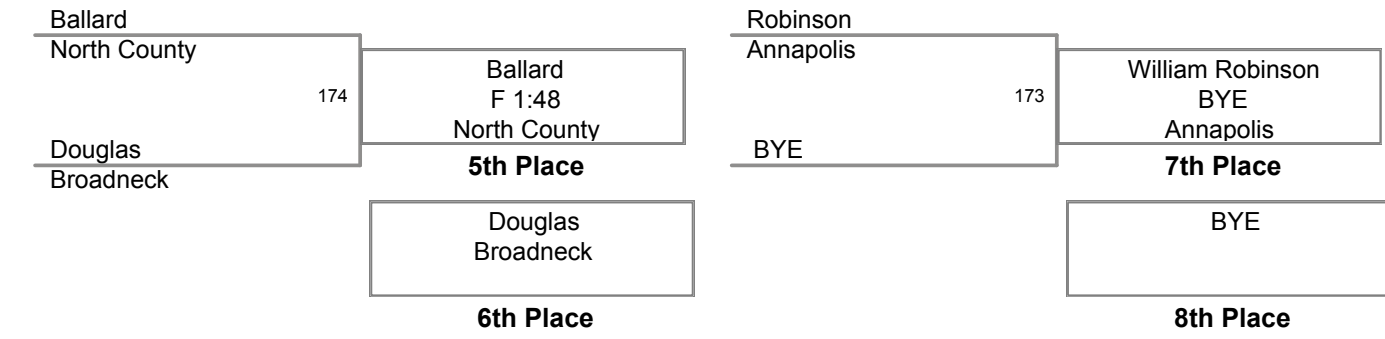 Ballard
North County
174
Douglas
Broadneck
Ballard
F 1:48
North County
5th Place
Douglas
Broadneck
6th Place
Robinson
Annapolis
173
BYE
William Robinson
BYE
Annapolis
7th Place
BYE
8th Place